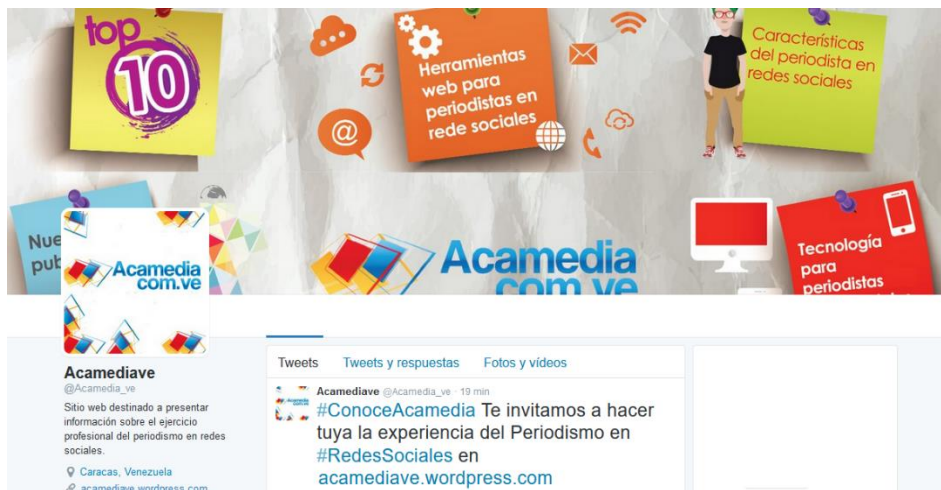 top
10
Herramientas
web para
periodistas en
rede sociales
@
Características
del periodista en
redes sociales
Acamedia
com.ve
Tecnología
para
periodistas
Acamedia
com.ve
Acamediave
@Acamedia_ve
Sitio web destinado a presentar
información sobre el ejercicio
profesional del periodismo en redes
sociales.
Caracas, Venezuela
acamediave.wordpress.com
Tweets Tweets y respuestas Fotos y vídeos
Acamediave @Acamedia_ve · 19 min
#ConoceAcamedia Te invitamos a hacer
tuya la experiencia del Periodismo en
#RedesSociales en
acamediave.wordpress.com